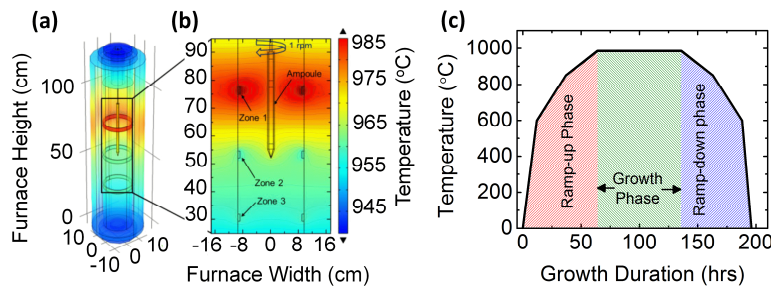 (a)
Furnace Height (cm)
100
50
0
10
0
-10
10
0
-10
(b)
90
80
70
60
50
40
30
1 rpm
Ampoule
Zone 1
Zone 2
Zone 3
-16 -8 0 8 16
Furnace Width (cm)
985
975
965
955
945
Temperature (°C)
(c)
Temperature (°C)
1000
800
600
400
200
0
Ramp-up Phase
Growth
Phase
Ramp-down phase
0 50 100 150 200
Growth Duration (hrs)